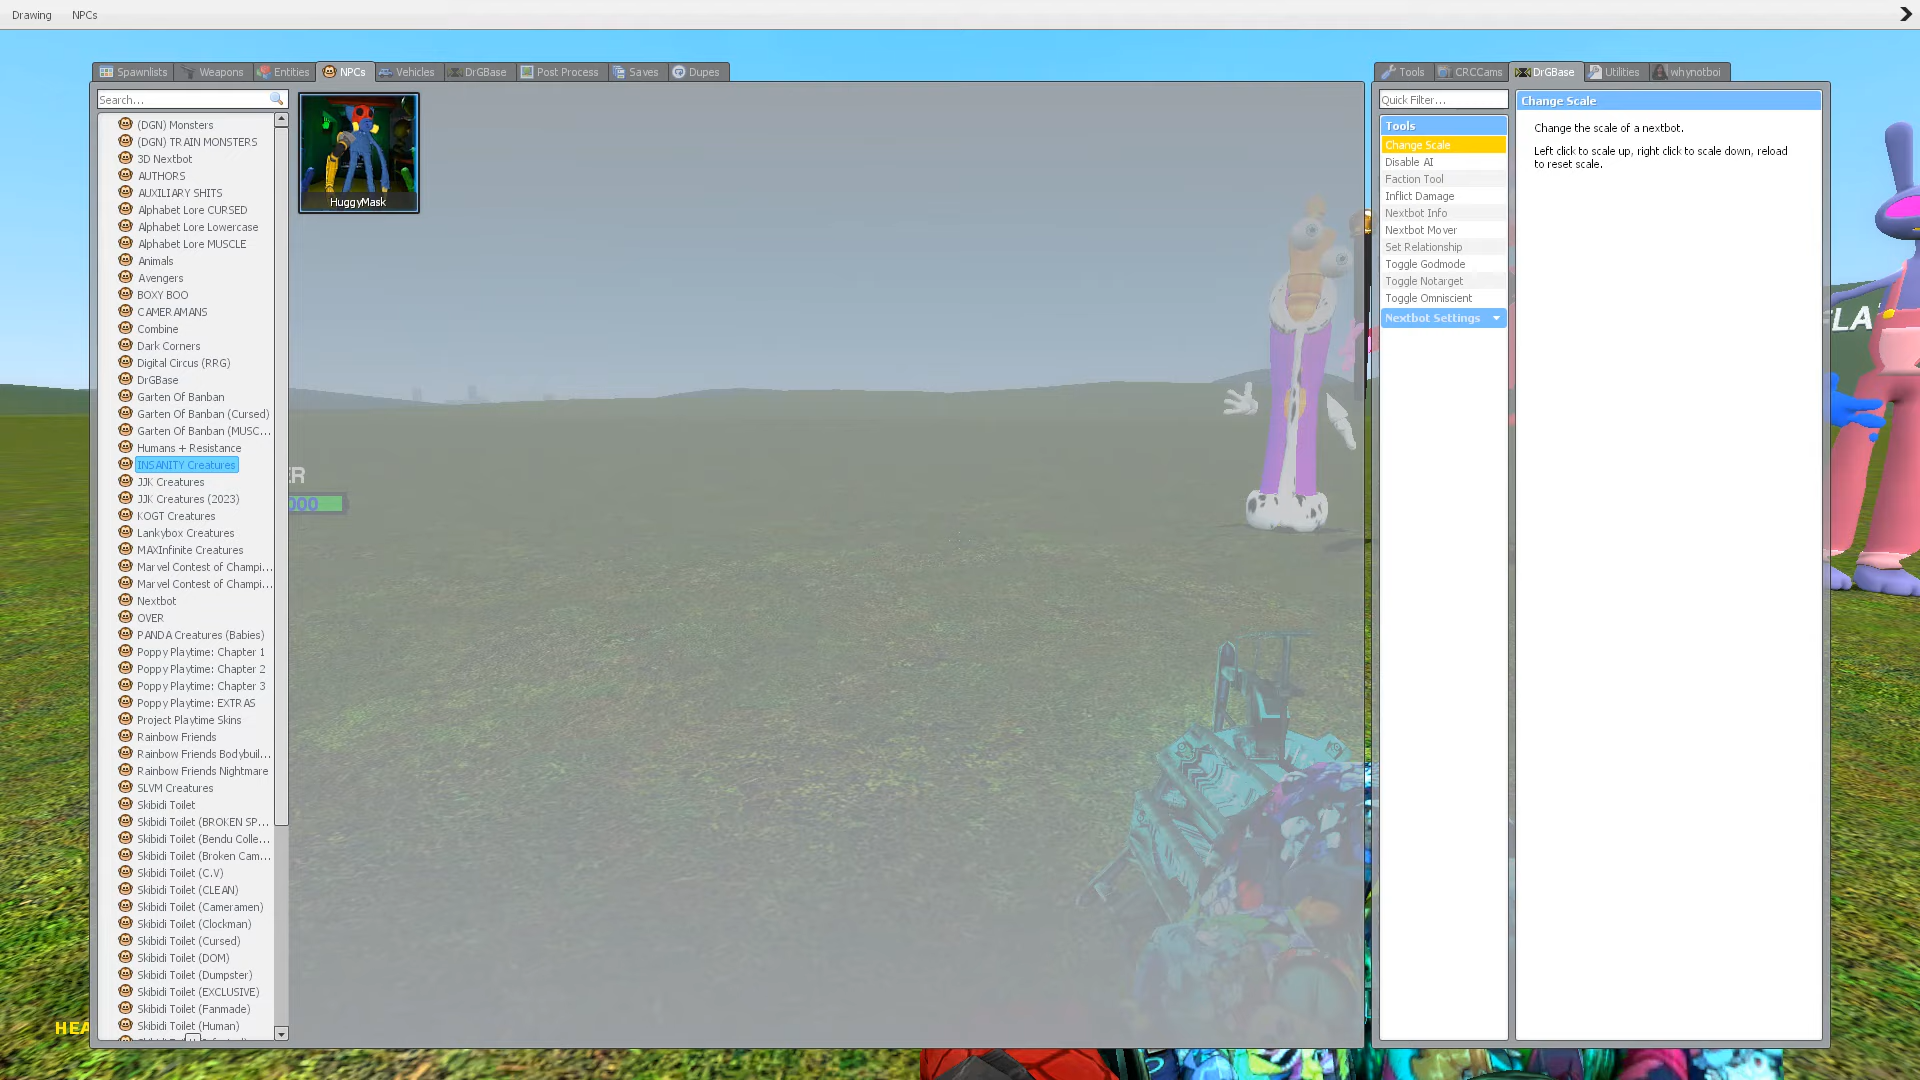 Drawing NPCs
Spawnlists Weapons Entities NPCs Vehicles DrGBase Post Process Saves Dupes
Search...
(DGN) Monsters
(DGN) TRAIN MONSTERS
3D Nextbot
AUTHORS
AUXILIARY SHITS
Alphabet Lore CURSED
Alphabet Lore Lowercase
Alphabet Lore MUSCLE
Animals
Avengers
BOXY BOO
CAMERAMANS
Combine
Dark Corners
Digital Circus (RRG)
DrGBase
Garten Of Banban
Garten Of Banban (Cursed)
Garten Of Banban (MUSC...
Humans + Resistance
INSANITY Creatures
JJK Creatures
JJK Creatures (2023)
KOGT Creatures
Lankybox Creatures
MAXInfinite Creatures
Marvel Contest of Champi...
Marvel Contest of Champi...
Nextbot
OVER
PANDA Creatures (Babies)
Poppy Playtime: Chapter 1
Poppy Playtime: Chapter 2
Poppy Playtime: Chapter 3
Poppy Playtime: EXTRAS
Project Playtime Skins
Rainbow Friends
Rainbow Friends Bodybuil...
Rainbow Friends Nightmare
SLVM Creatures
Skibidi Toilet
Skibidi Toilet (BROKEN SP...
Skibidi Toilet (Bendu Colle...
Skibidi Toilet (Broken Cam...
Skibidi Toilet (C.V)
Skibidi Toilet (CLEAN)
Skibidi Toilet (Cameramen)
Skibidi Toilet (Clockman)
Skibidi Toilet (Cursed)
Skibidi Toilet (DOM)
Skibidi Toilet (Dumpster)
Skibidi Toilet (EXCLUSIVE)
Skibidi Toilet (Fanmade)
Skibidi Toilet (Human)
HuggyMask
ER
000
HEA
Tools CRCCams DrGBase Utilities whynotboi
Quick Filter...
Tools
Change Scale
Disable AI
Faction Tool
Inflict Damage
Nextbot Info
Nextbot Mover
Set Relationship
Toggle Godmode
Toggle Notarget
Toggle Omniscient
Nextbot Settings
Change Scale
Change the scale of a nextbot.
Left click to scale up, right click to scale down, reload
to reset scale.
LA